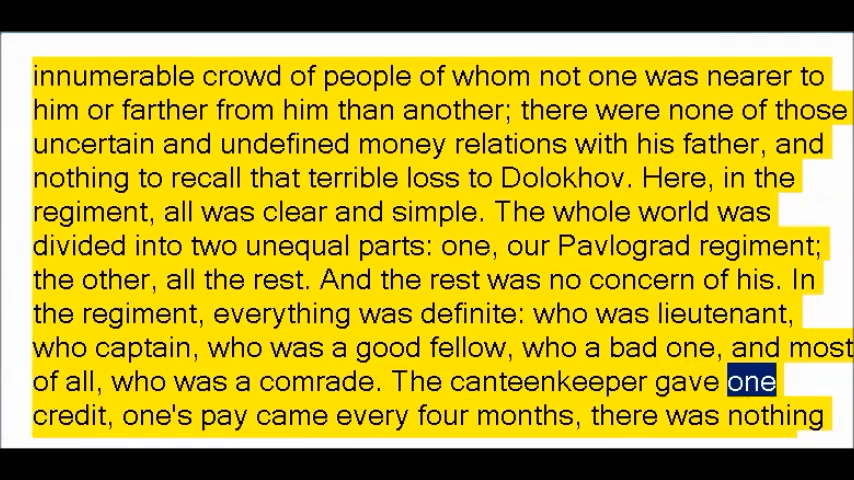 innumerable crowd of people of whom not one was nearer to
him or farther from him than another; there were none of those
uncertain and undefined money relations with his father, and
nothing to recall that terrible loss to Dolokhov. Here, in the
regiment, all was clear and simple. The whole world was
divided into two unequal parts: one, our Pavlograd regiment;
the other, all the rest. And the rest was no concern of his. In
the regiment, everything was definite: who was lieutenant,
who captain, who was a good fellow, who a bad one, and most
of all, who was a comrade. The canteenkeeper gave one
credit, one's pay came every four months, there was nothing